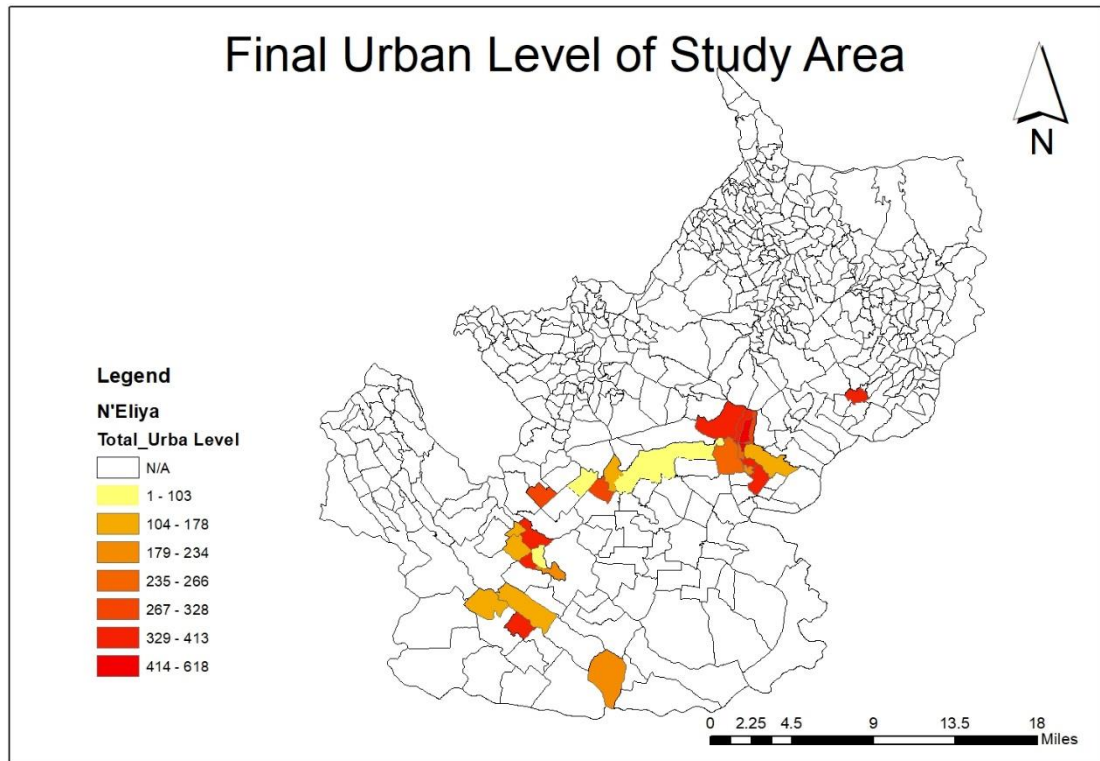 Final Urban Level of Study Area
N
Legend
N'Eliya
Total_Urba Level
N/A
1 - 103
104 - 178
179 - 234
235 - 266
267 - 328
329 - 413
414 - 618
0 2.25 4.5 9 13.5 18
Miles